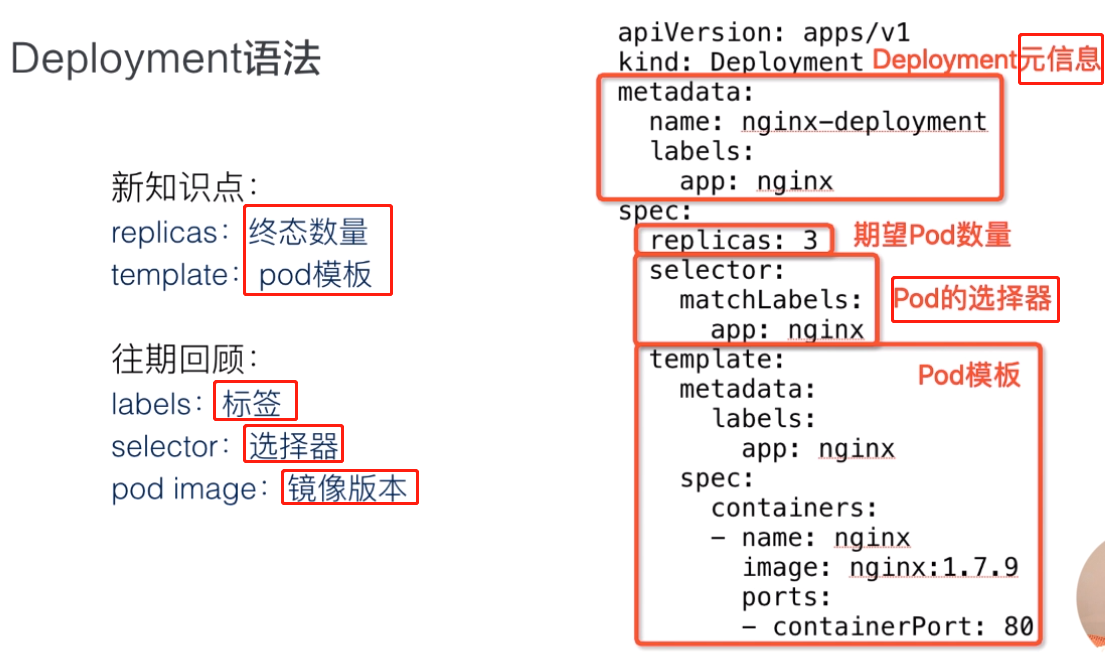 Deployment语法
新知识点：
replicas：终态数量
template：pod模板
往期回顾：
labels：标签
selector：选择器
pod image：镜像版本
apiVersion: apps/v1
kind: Deployment Deployment元信息
metadata:
name: nginx-deployment
labels:
app: nginx
spec:
replicas: 3 期望Pod数量
selector:
matchLabels: Pod的选择器
app: nginx
template:
metadata: Pod模板
labels:
app: nginx
spec:
containers:
- name: nginx
image: nginx:1.7.9
ports:
- containerPort: 80